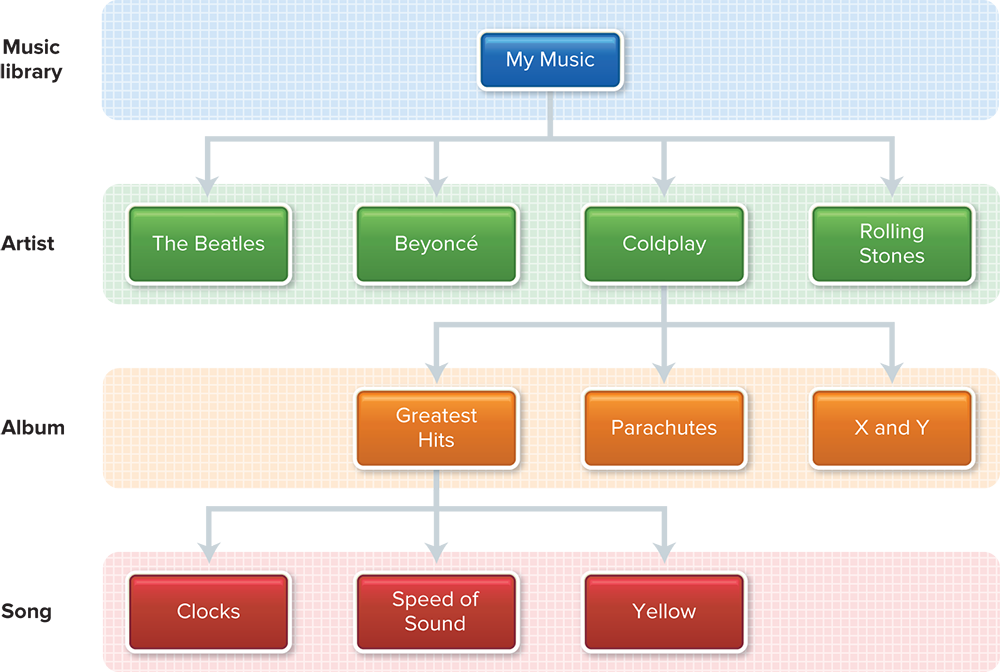 Music
library
My Music
Artist
The Beatles
Beyoncé
Coldplay
Rolling
Stones
Album
Greatest
Hits
Parachutes
X and Y
Song
Clocks
Speed of
Sound
Yellow